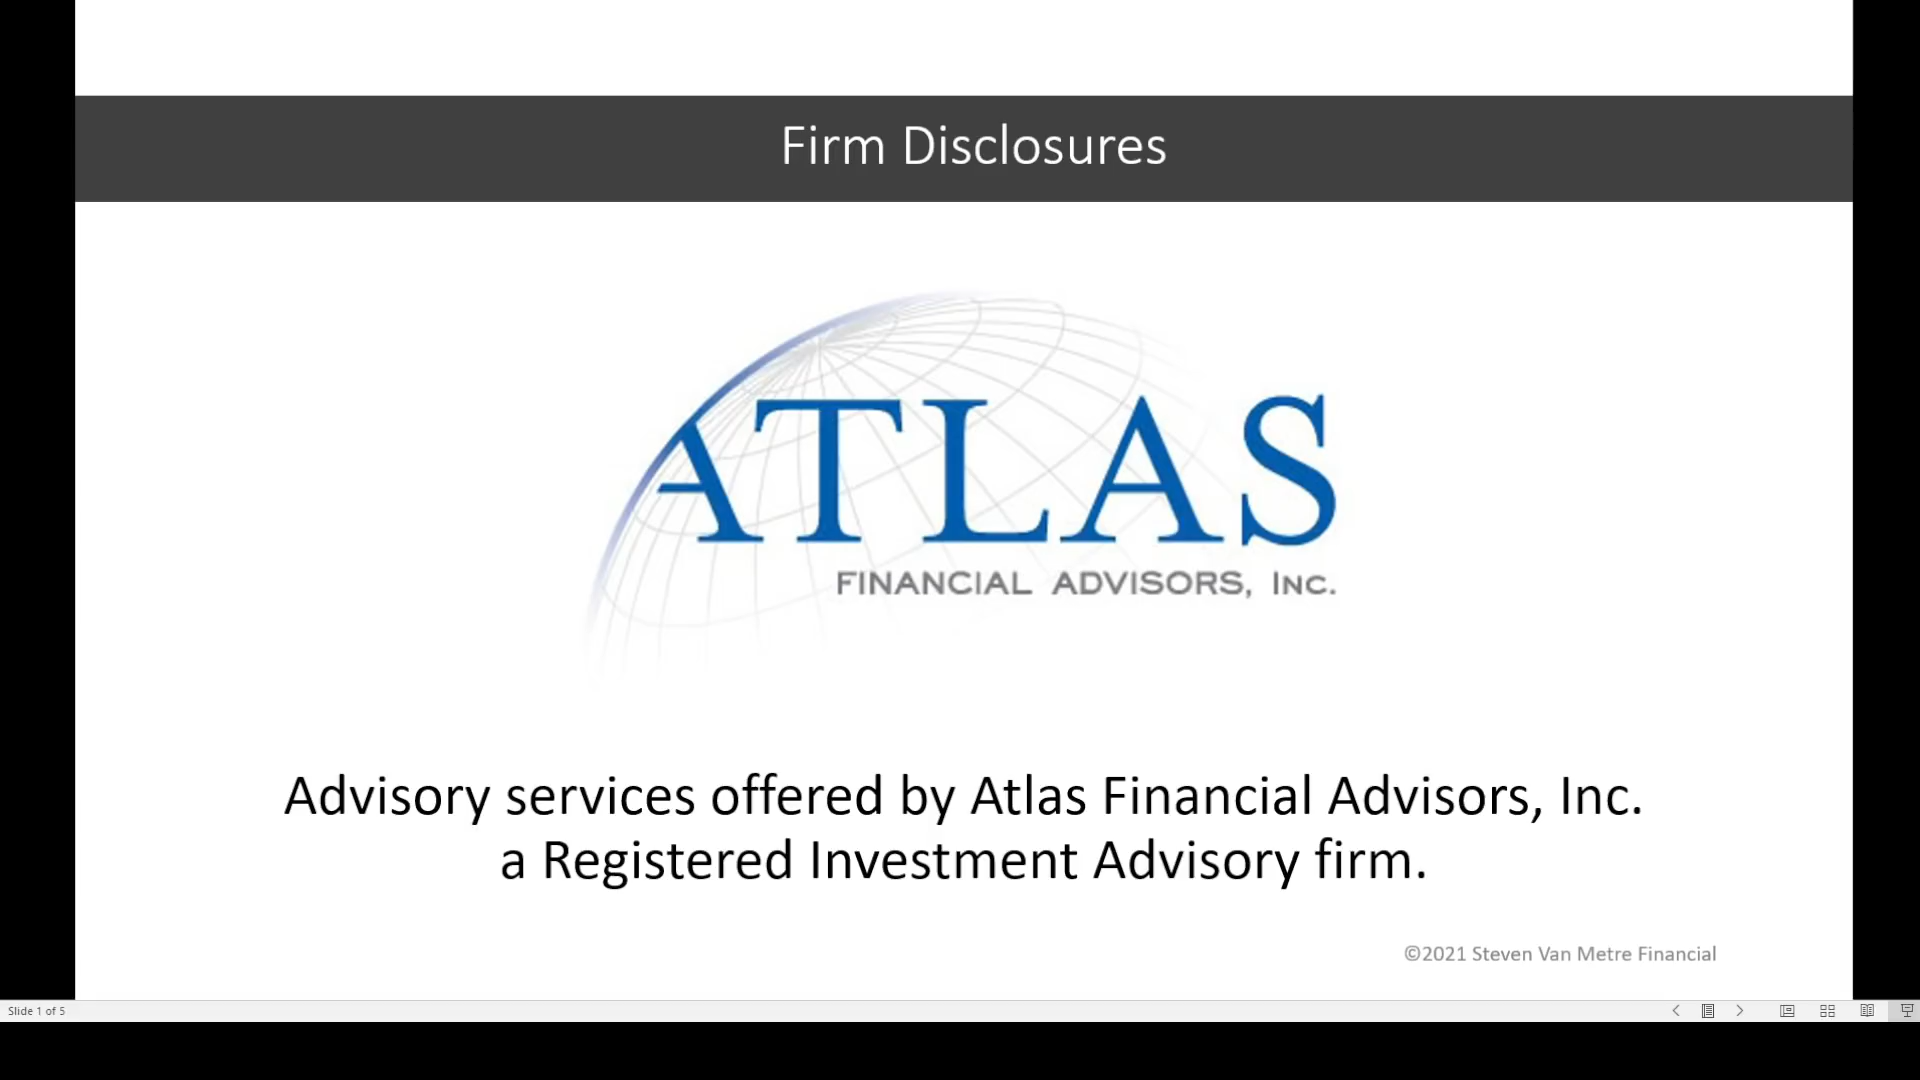 Firm Disclosures
ATLAS
FINANCIAL ADVISORS, INC.
Advisory services offered by Atlas Financial Advisors, Inc.
a Registered Investment Advisory firm.
©2021 Steven Van Metre Financial
Slide 1 of 5